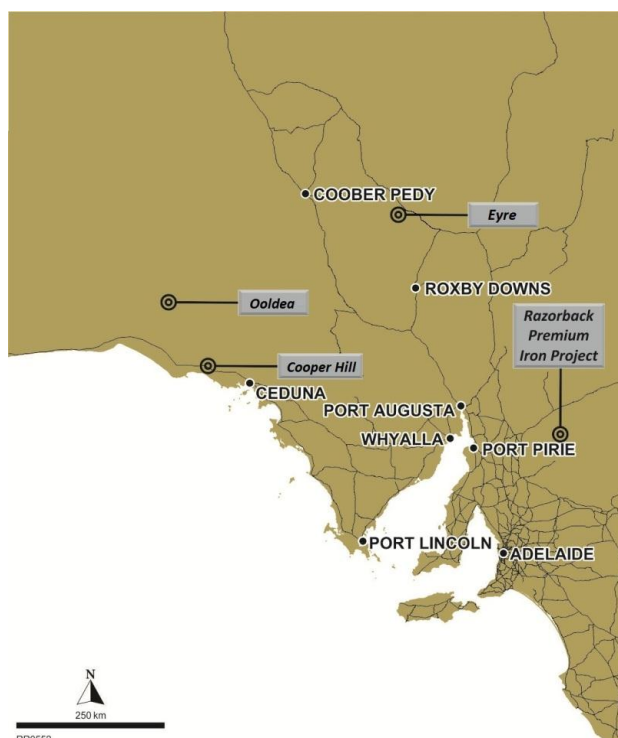 COOBER PEDY
Eyre
ROXBY DOWNS
Ooldea
Razorback
Premium
Iron Project
Cooper Hill
CEDUNA
PORT AUGUSTA
WHYALLA
PORT PIRIE
PORT LINCOLN
ADELAIDE
N
250 km